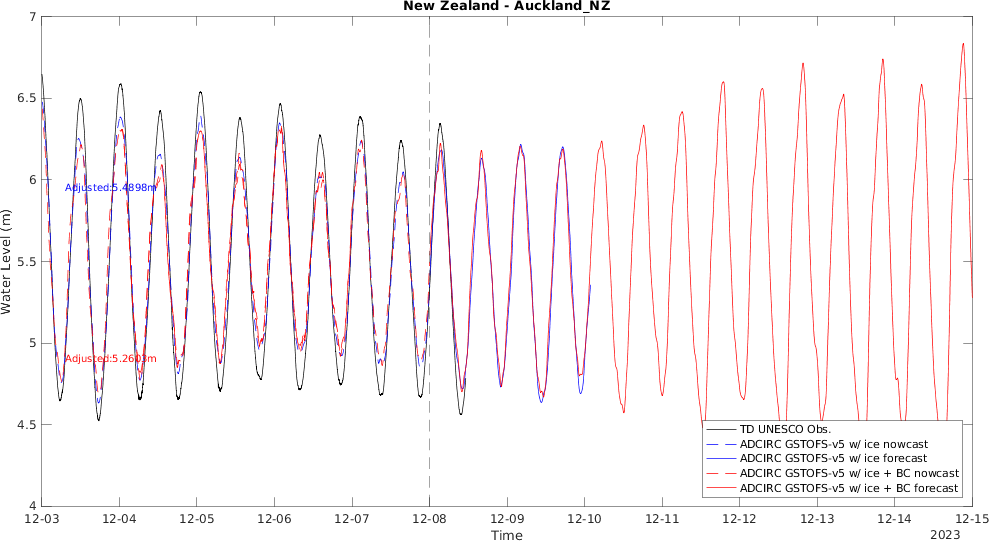 New Zealand - Auckland_NZ
7
6.5
6
5.5
5
4.5
4
Water Level (m)
Adjusted:5.4898m
Adjusted:5.2603m
TD UNESCO Obs.
ADCIRC GSTOFS-v5 w/ ice nowcast
ADCIRC GSTOFS-v5 w/ ice forecast
ADCIRC GSTOFS-v5 w/ ice + BC nowcast
ADCIRC GSTOFS-v5 w/ ice + BC forecast
12-03 12-04 12-05 12-06 12-07 12-08 12-09 12-10 12-11 12-12 12-13 12-14 12-15
Time
2023